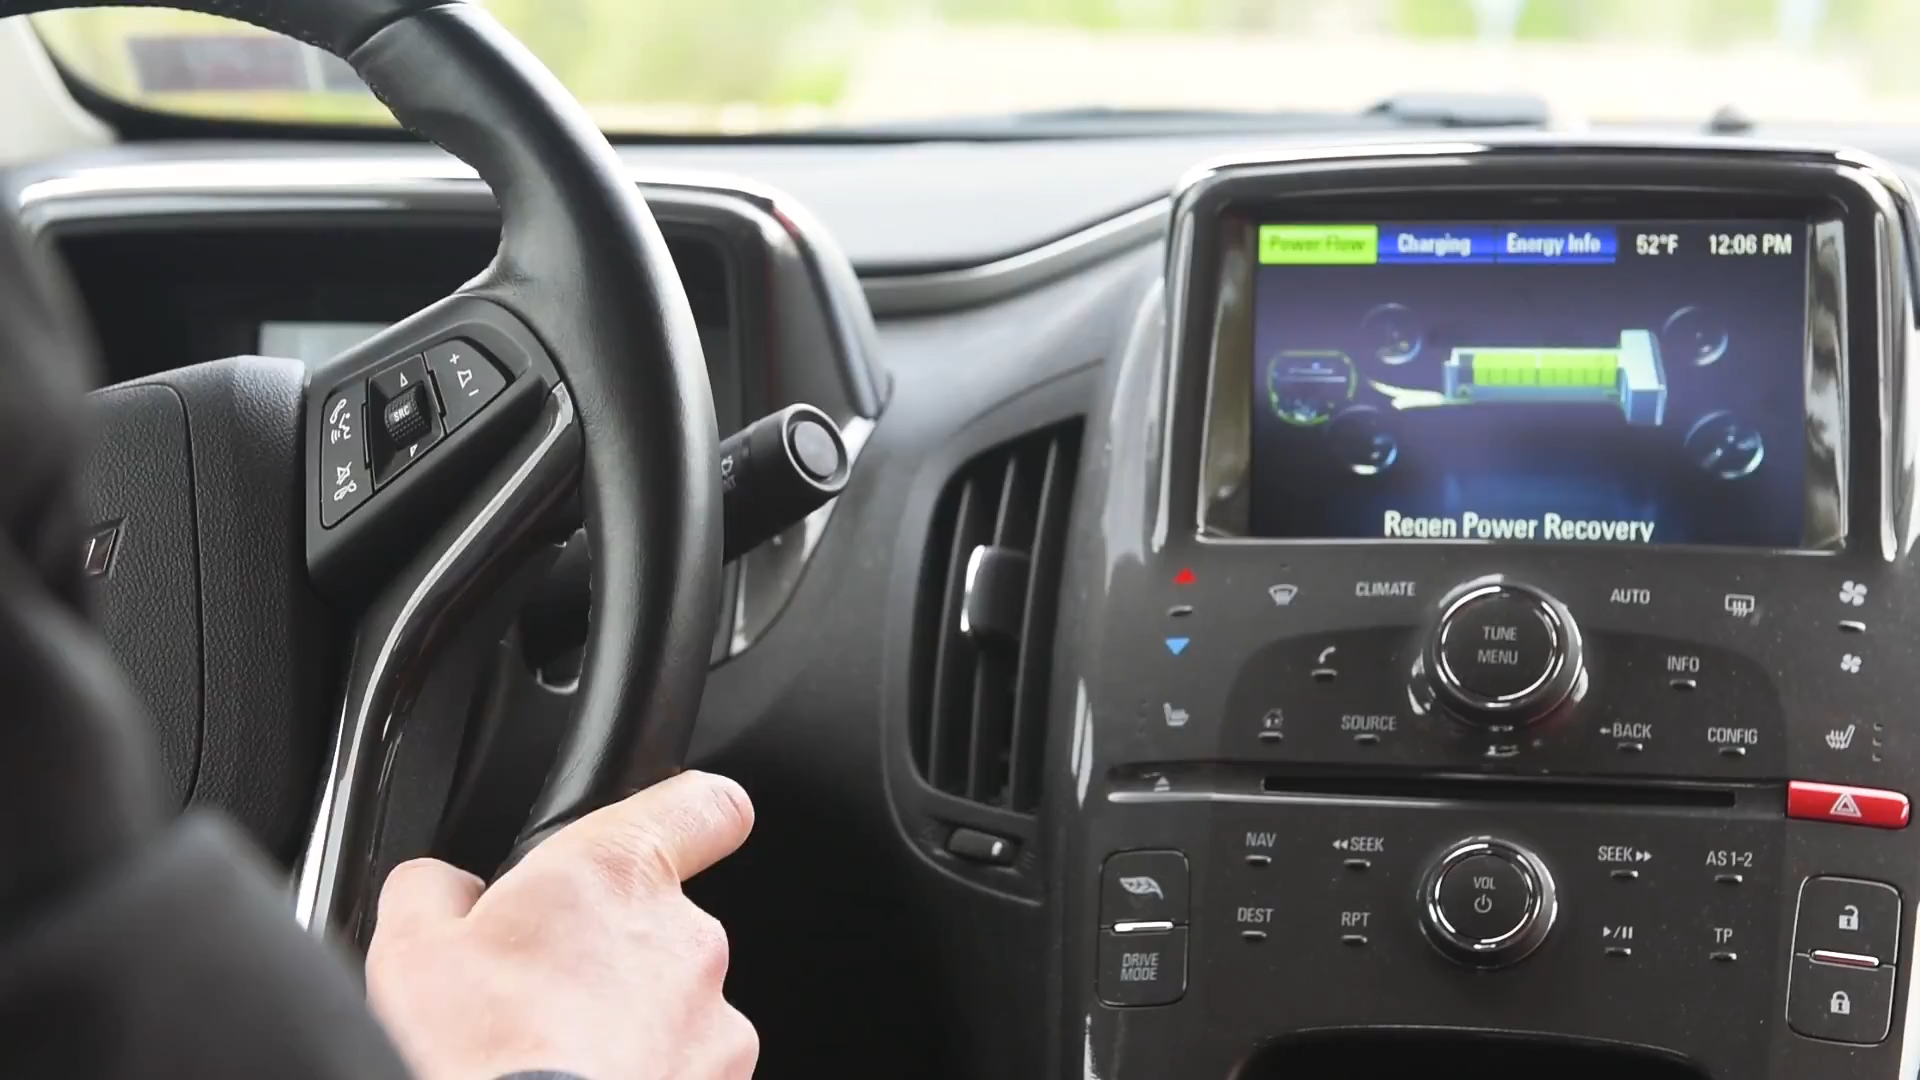 Power Flow Charging Energy Info 52°F 12:06 PM
Regen Power Recovery
SRC
+
-
CLIMATE
AUTO
TUNE
MENU
INFO
SOURCE
BACK
CONFIG
NAV
SEEK
SEEK
AS 1-2
VOL
DEST
RPT
TP
DRIVE
MODE